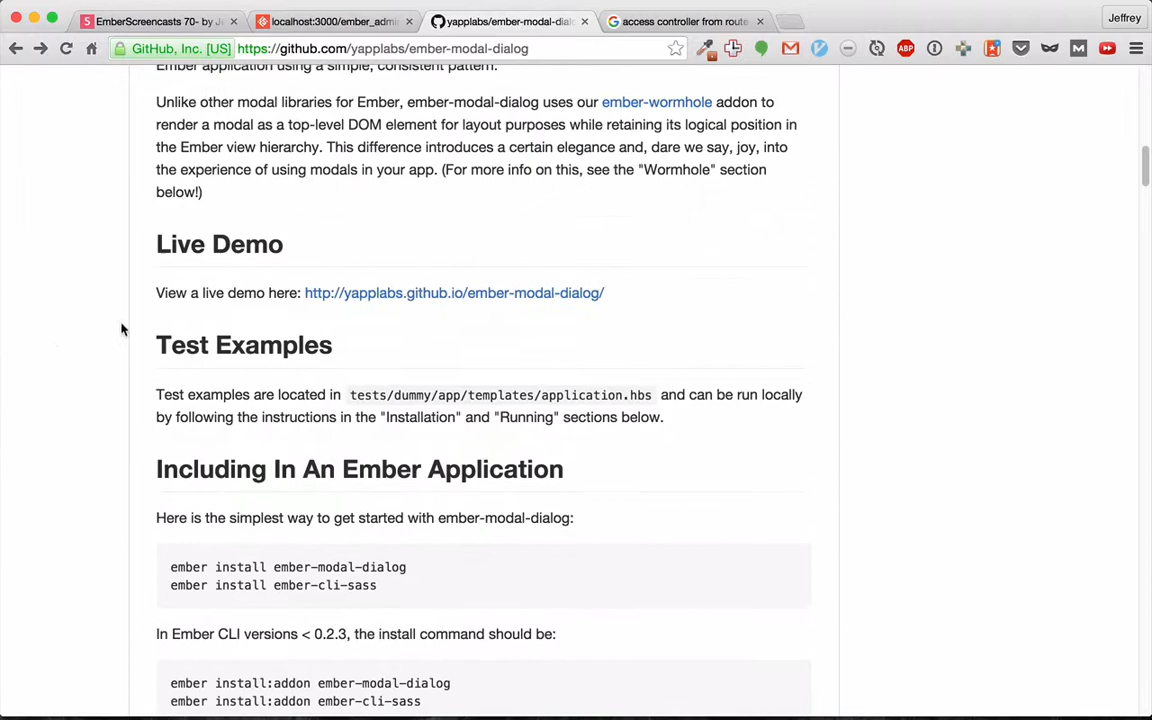 EmberScreencasts 70- by Je
localhost:3000/ember_admi
yapplabs/ember-modal-dial
access controller from route
Jeffrey
GitHub, Inc. [US]
https://github.com/yapplabs/ember-modal-dialog
ABP
M
Ember application using a simple, consistent pattern.
Unlike other modal libraries for Ember, ember-modal-dialog uses our ember-wormhole addon to
render a modal as a top-level DOM element for layout purposes while retaining its logical position in
the Ember view hierarchy. This difference introduces a certain elegance and, dare we say, joy, into
the experience of using modals in your app. (For more info on this, see the "Wormhole" section
below!)
Live Demo
View a live demo here: http://yapplabs.github.io/ember-modal-dialog/
Test Examples
Test examples are located in tests/dummy/app/templates/application.hbs and can be run locally
by following the instructions in the "Installation" and "Running" sections below.
Including In An Ember Application
Here is the simplest way to get started with ember-modal-dialog:
ember install ember-modal-dialog
ember install ember-cli-sass
In Ember CLI versions < 0.2.3, the install command should be:
ember install:addon ember-modal-dialog
ember install:addon ember-cli-sass